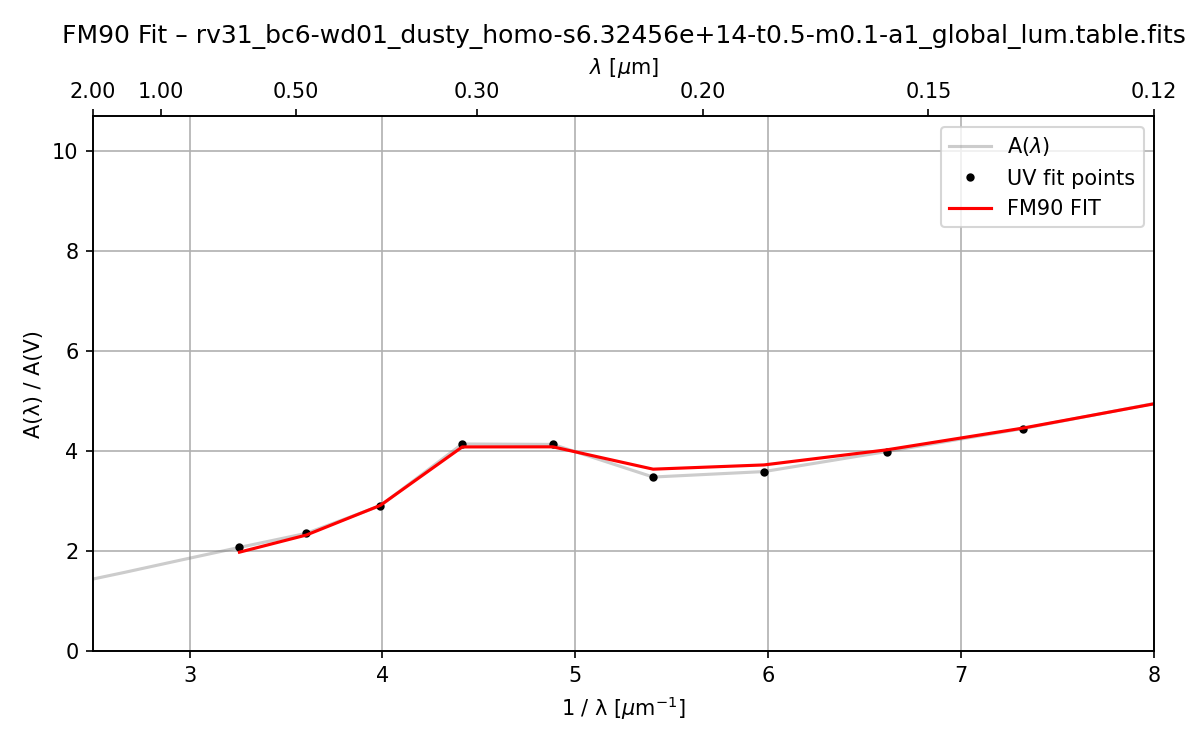 FM90 Fit – rv31_bc6-wd01_dusty_homo-s6.32456e+14-t0.5-m0.1-a1_global_lum.table.fits
λ [μm]
2.00 1.00 0.50 0.30 0.20 0.15 0.12
A(λ)
UV fit points
FM90 FIT
A(λ) / A(V)
10
8
6
4
2
0
3 4 5 6 7 8
1 / λ [μm⁻¹]